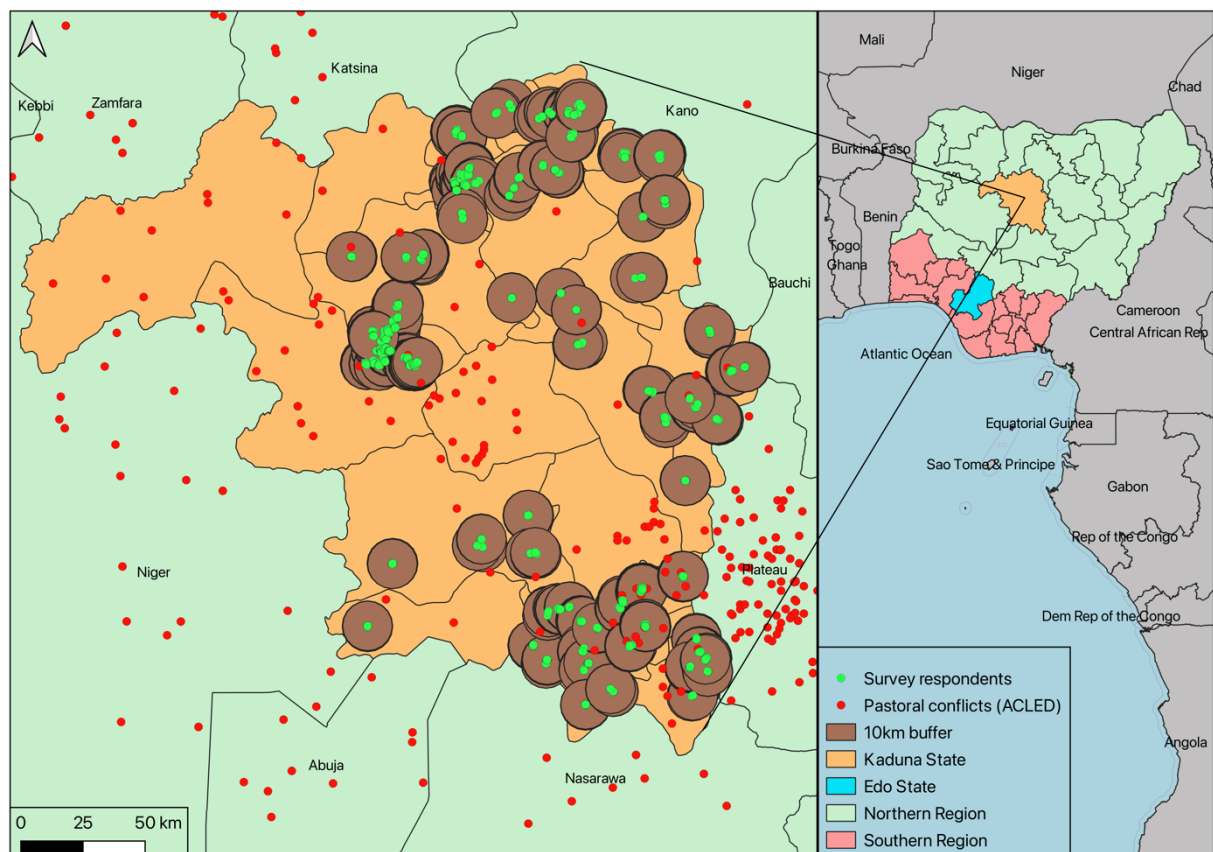 Katsina
Kebbi
Zamfara
Kano
Bauchi
Niger
Plateau
Abuja
Nasarawa
0 25 50 km
Mali
Niger
Chad
Burkina Faso
Benin
Togo
Ghana
Cameroon
Central African Rep
Atlantic Ocean
Equatorial Guinea
Sao Tome & Principe
Gabon
Rep of the Congo
Dem Rep of the Congo
Angola
Survey respondents
Pastoral conflicts (ACLED)
10km buffer
Kaduna State
Edo State
Northern Region
Southern Region